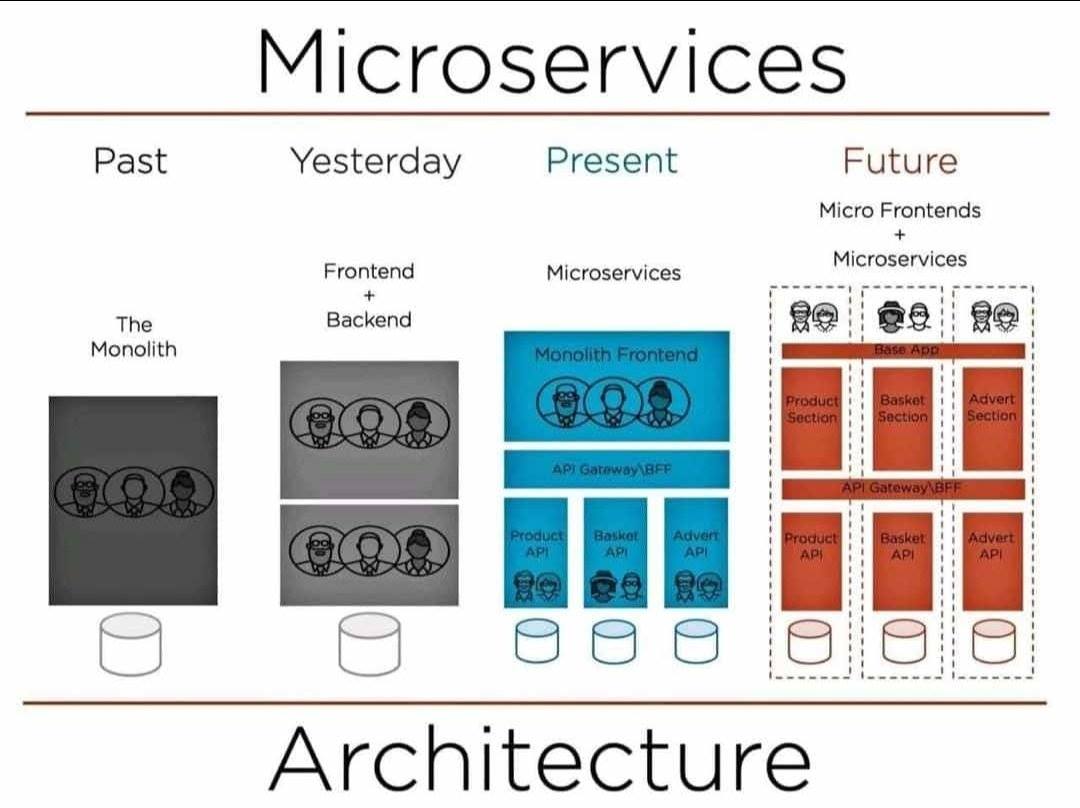 Microservices
Past
Yesterday
Present
Future
The
Monolith
Frontend
+
Backend
Microservices
Micro Frontends
+
Microservices
Monolith Frontend
API Gateway\BFF
Product
API
Basket
API
Advert
API
Base App
Product
Section
Basket
Section
Advert
Section
API Gateway\BFF
Product
API
Basket
API
Advert
API
Architecture